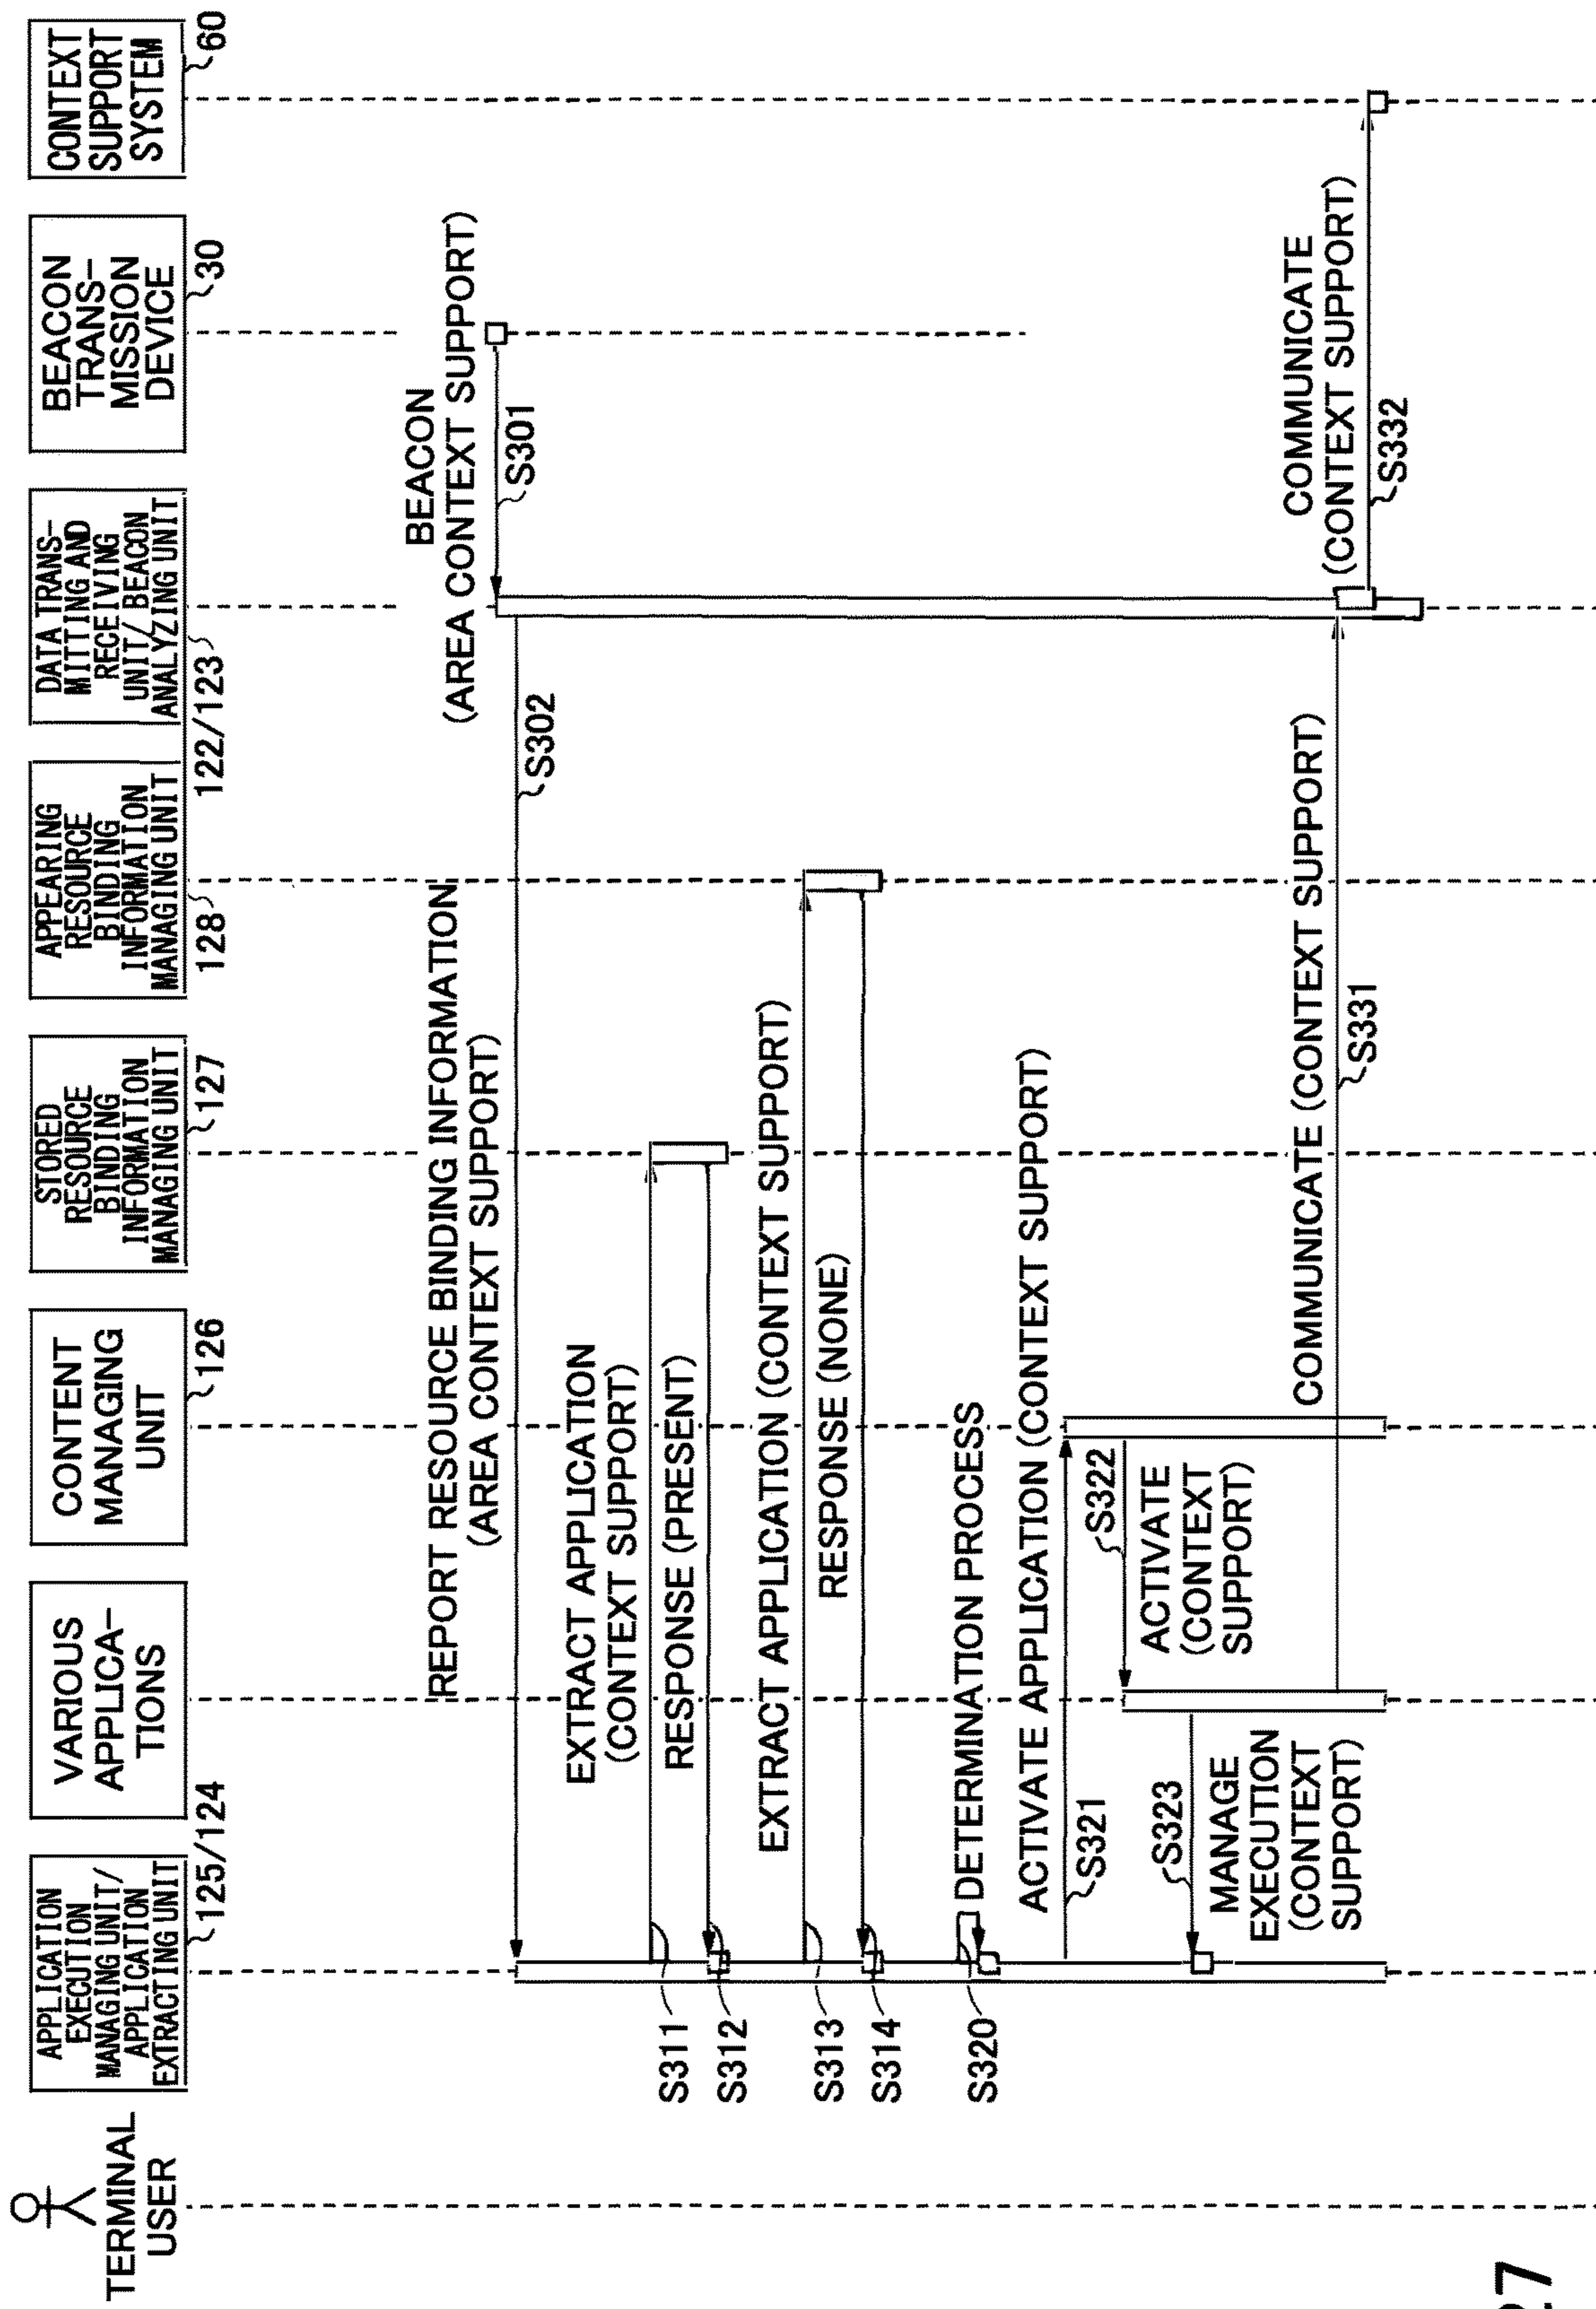 TERMINAL
USER
APPLICATION
EXECUTION
MANAGING UNIT/
APPLICATION
EXTRACTING UNIT
125/124
VARIOUS
APPLICA-
TIONS
CONTENT
MANAGING
UNIT
126
STORED
RESOURCE
BINDING
INFORMATION
MANAGING UNIT
127
APPEARING
RESOURCE
BINDING
INFORMATION
MANAGING UNIT
128
DATA TRANS-
MITTING AND
RECEIVING
UNIT/BEACON
ANALYZING UNIT
122/123
BEACON
TRANS-
MISSION
DEVICE
30
CONTEXT
SUPPORT
SYSTEM
60
BEACON
(AREA CONTEXT SUPPORT)
S301
REPORT RESOURCE BINDING INFORMATION
(AREA CONTEXT SUPPORT)
S302
EXTRACT APPLICATION
(CONTEXT SUPPORT)
S311
RESPONSE (PRESENT)
S312
EXTRACT APPLICATION (CONTEXT SUPPORT)
S313
RESPONSE (NONE)
S314
DETERMINATION PROCESS
S320
ACTIVATE APPLICATION (CONTEXT SUPPORT)
S321
S322
ACTIVATE
(CONTEXT
SUPPORT)
S323
MANAGE
EXECUTION
(CONTEXT
SUPPORT)
COMMUNICATE (CONTEXT SUPPORT)
S331
COMMUNICATE
(CONTEXT SUPPORT)
S332
27